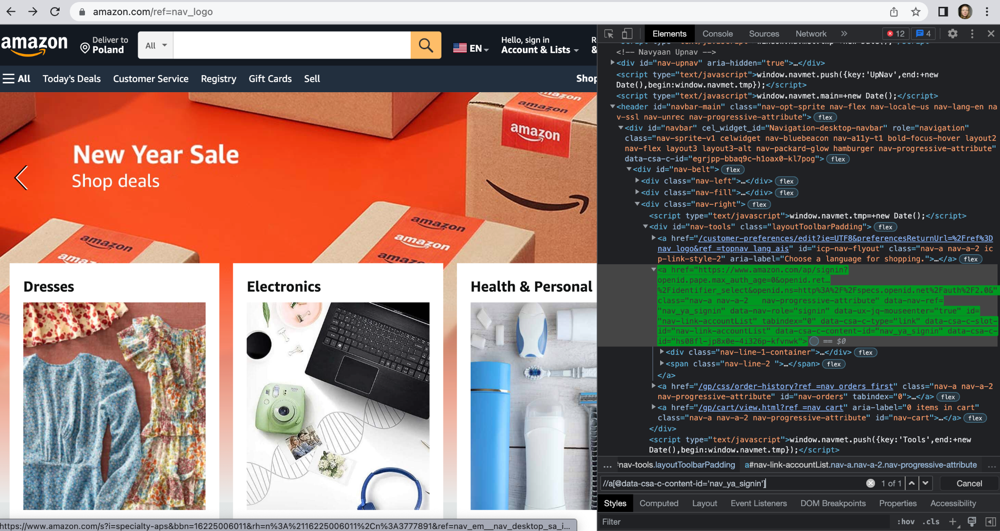 amazon.com/ref=nav_logo
amazon
Deliver to
Poland
All
EN
Hello, sign in
Account & Lists
R
&
All
Today's Deals
Customer Service
Registry
Gift Cards
Sell
Shop
New Year Sale
Shop deals
amazon
amazon
amazon
amazon
amazon
amazon
amazon
amazon
Dresses
Electronics
Health & Personal
https://www.amazon.com/s?i=specialty-aps&bbn=16225006011&rh=n%3A%2116225006011%2Cn%3A3777891&ref=nav_em__nav_desktop_sa_i...
Elements
Console
Sources
Network
»
12
4
<!-- Navyaan Upnav -->
<div id="nav-upnav" aria-hidden="true">…</div>
<script type="text/javascript">window.navmet.push({key:'UpNav',end:+new
Date(),begin:window.navmet.tmp});</script>
<script type="text/javascript">window.navmet.main=+new Date();</script>
<header id="navbar-main" class="nav-opt-sprite nav-flex nav-locale-us nav-lang-en na
v-ssl nav-unrec nav-progressive-attribute"> flex
<div id="navbar" cel_widget_id="Navigation-desktop-navbar" role="navigation"
class="nav-sprite-v1 celwidget nav-bluebeacon nav-a11y-t1 bold-focus-hover layout2
nav-flex layout3 layout3-alt nav-packard-glow hamburger nav-progressive-attribute"
data-csa-c-id="egrjpp-bbaq9c-h1oax0-kl7pog"> flex
<div id="nav-belt"> flex
<div class="nav-left">…</div> flex
<div class="nav-fill">…</div> flex
<div class="nav-right"> flex
<script type="text/javascript">window.navmet.tmp=+new Date();</script>
<div id="nav-tools" class="layoutToolbarPadding"> flex
<a href="/customer-preferences/edit?ie=UTF8&preferencesReturnUrl=%2Fref%3D
nav_logo&ref_=topnav_lang_ais" id="icp-nav-flyout" class="nav-a nav-a-2 ic
p-link-style-2" aria-label="Choose a language for shopping.">…</a> flex
<a href="https://www.amazon.com/ap/signin?
openid.pape.max_auth_age=0&openid.ret…
%2Fidentifier_select&openid.ns=http%3A%2F%2Fspecs.openid.net%2Fauth%2F2.0&"
class="nav-a nav-a-2   nav-progressive-attribute" data-nav-ref=
"nav_ya_signin" data-nav-role="signin" data-ux-jq-mouseenter="true" id=
"nav-link-accountList" tabindex="0" data-csa-c-type="link" data-csa-c-slot-
id="nav-link-accountList" data-csa-c-content-id="nav_ya_signin" data-csa-c-
id="hs08fl-jp8x0e-4i326p-kfvnwk"> == $0
<div class="nav-line-1-container">…</div> flex
<span class="nav-line-2 ">…</span> flex
</a>
<a href="/gp/css/order-history?ref_=nav_orders_first" class="nav-a nav-a-2
nav-progressive-attribute" id="nav-orders" tabindex="0">…</a> flex
<a href="/gp/cart/view.html?ref_=nav_cart" aria-label="0 items in cart"
class="nav-a nav-a-2 nav-progressive-attribute" id="nav-cart">…</a> flex
</div>
<script type="text/javascript">window.navmet.push({key:'Tools',end:+new
Date(),begin:window.navmet.tmp});</script>
... #nav-tools.layoutToolbarPadding a#nav-link-accountList.nav-a.nav-a-2.nav-progressive-attribute ...
//a[@data-csa-c-content-id='nav_ya_signin']
1 of 1
Cancel
Styles
Computed
Layout
Event Listeners
DOM Breakpoints
Properties
Accessibility
Filter
:hov
.cls